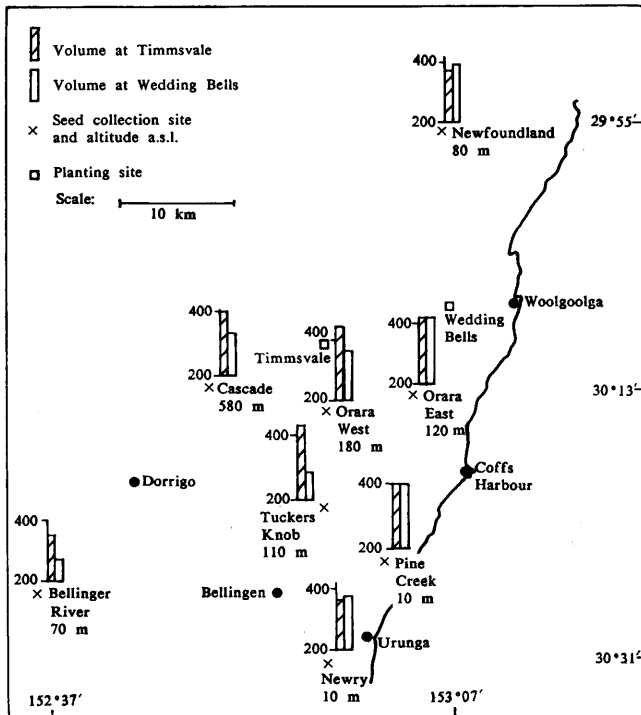 Volume at Timmsvale
Volume at Wedding Bells
Seed collection site
and altitude a.s.l.
Planting site
Scale:
10 km
400
200
Newfoundland
80 m
29°55′
Woolgoolga
Wedding
Bells
400
200
Cascade
580 m
Timmsvale
400
200
Orara
West
180 m
400
200
Orara
East
120 m
30°13′
Coffs
Harbour
Dorrigo
400
200
Tuckers
Knob
110 m
400
200
Pine
Creek
10 m
400
200
Bellinger
River
70 m
Bellingen
400
200
Newry
10 m
Urunga
30°31′
152°37′
153°07′